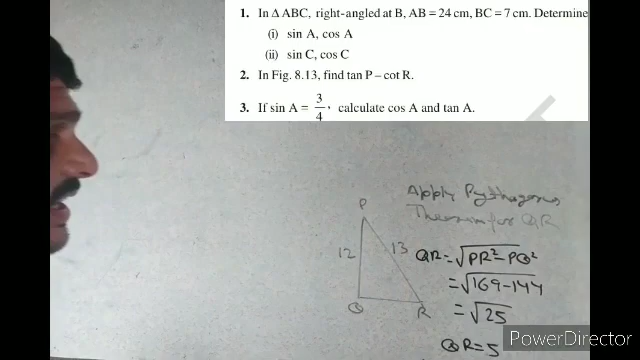 1. In Δ ABC, right-angled at B, AB = 24 cm, BC = 7 cm. Determine
(i) sin A, cos A
(ii) sin C, cos C
2. In Fig. 8.13, find tan P – cot R.
3. If sin A = 3/4, calculate cos A and tan A.
Apply Pythagoras
Theorem for QR
P
12
13
Q
R
QR = √PR² – PQ²
= √169 – 144
= √25
QR = 5
PowerDirector